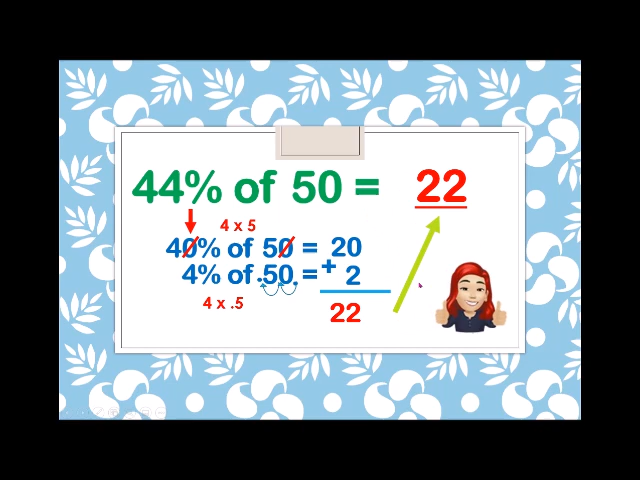 44% of 50 = 22
4 x 5
40% of 50 = 20
4% of .50. = + 2
4 x .5
22